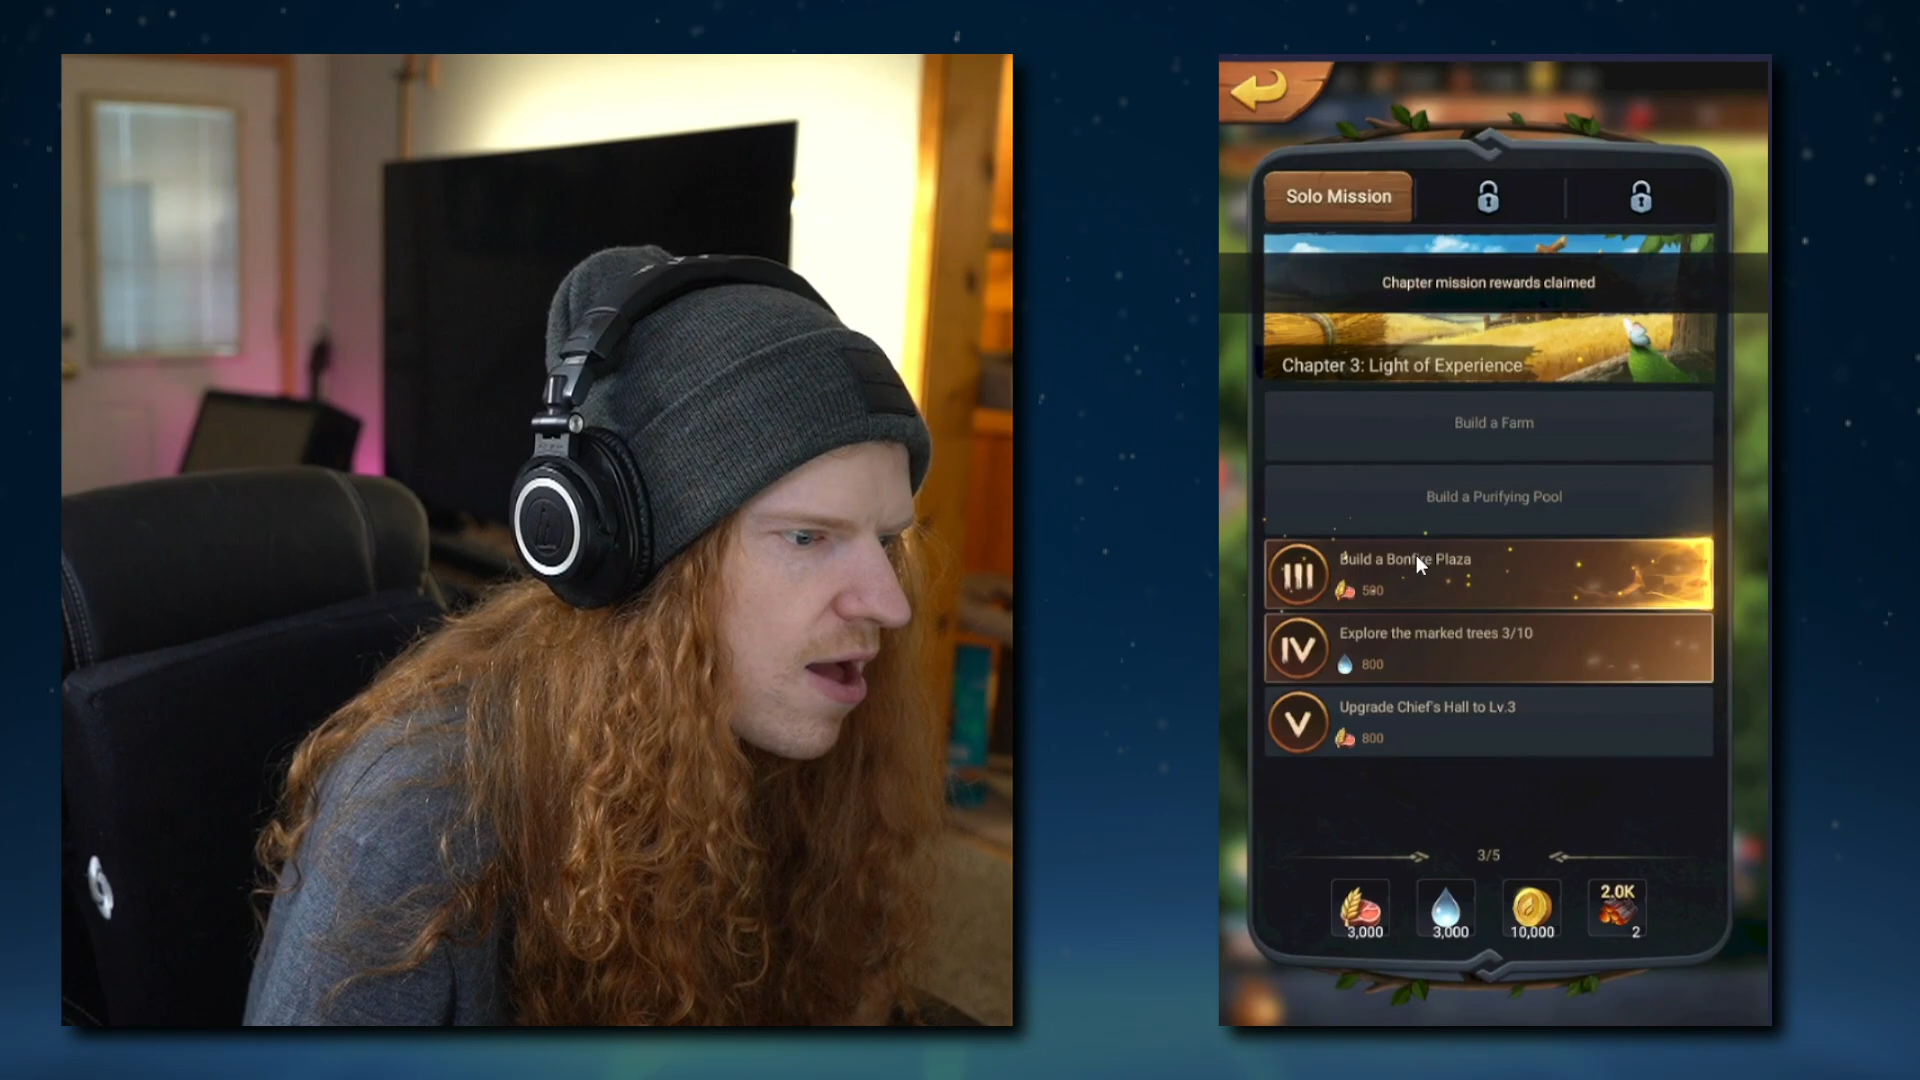 Solo Mission
Chapter mission rewards claimed
Chapter 3: Light of Experience
Build a Farm
Build a Purifying Pool
III
Build a Bonfire Plaza
IV
Explore the marked trees 3/10
800
V
Upgrade Chief's Hall to Lv.3
800
3/5
3,000
3,000
10,000
2.0K
2